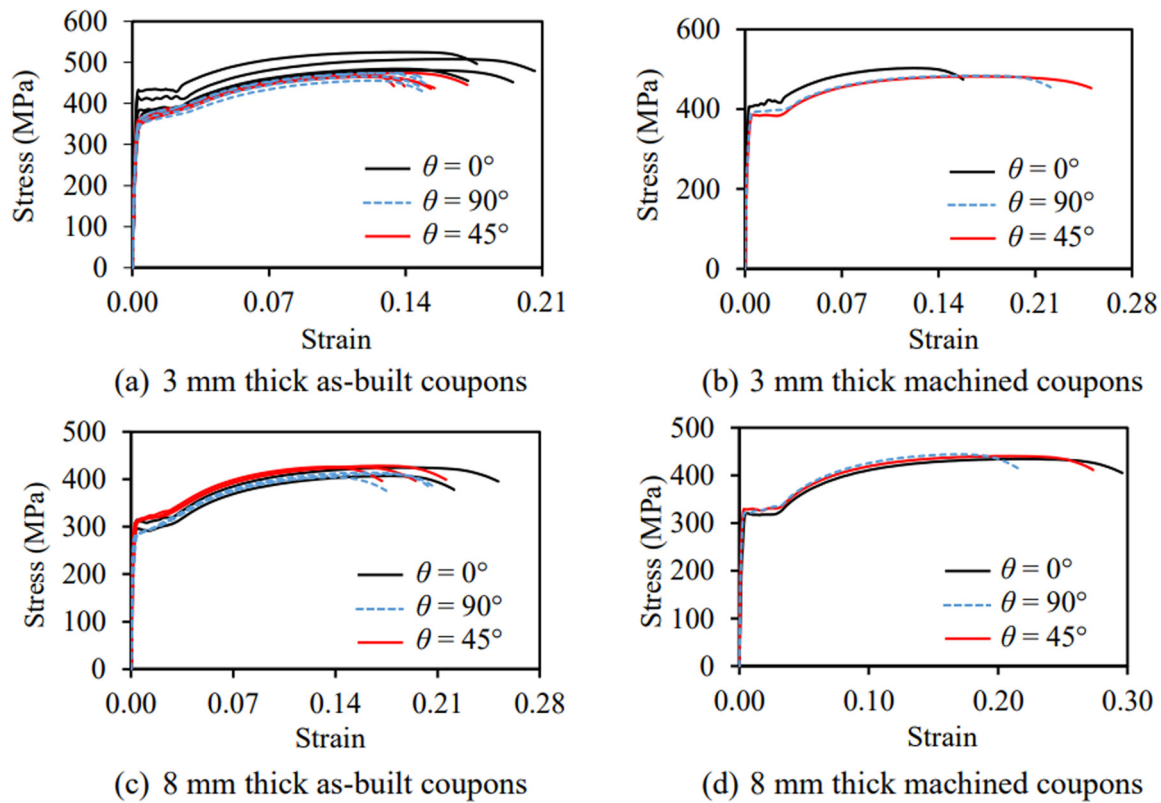 600
500
400
300
200
100
0
0.00 0.07 0.14 0.21
Stress (MPa)
Strain
θ = 0°
θ = 90°
θ = 45°
(a) 3 mm thick as-built coupons
600
400
200
0
0.00 0.07 0.14 0.21 0.28
Stress (MPa)
Strain
θ = 0°
θ = 90°
θ = 45°
(b) 3 mm thick machined coupons
500
400
300
200
100
0
0.00 0.07 0.14 0.21 0.28
Stress (MPa)
Strain
θ = 0°
θ = 90°
θ = 45°
(c) 8 mm thick as-built coupons
500
400
300
200
100
0
0.00 0.10 0.20 0.30
Stress (MPa)
Strain
θ = 0°
θ = 90°
θ = 45°
(d) 8 mm thick machined coupons